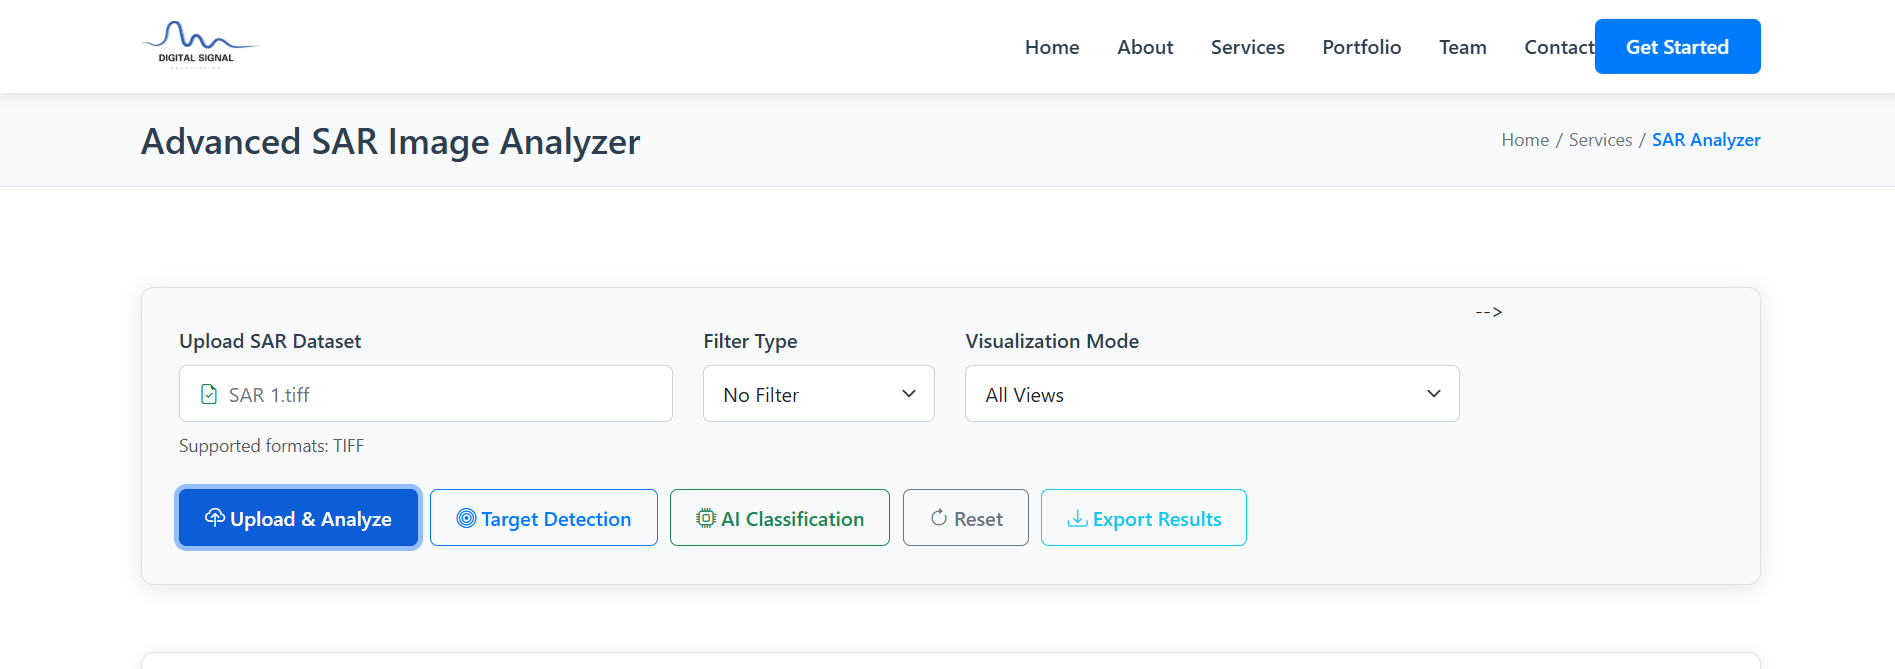 DIGITAL SIGNAL
Home About Services Portfolio Team Contact Get Started
Advanced SAR Image Analyzer
Home / Services / SAR Analyzer
-->
Upload SAR Dataset Filter Type Visualization Mode
SAR 1.tiff No Filter All Views
Supported formats: TIFF
Upload & Analyze Target Detection AI Classification Reset Export Results